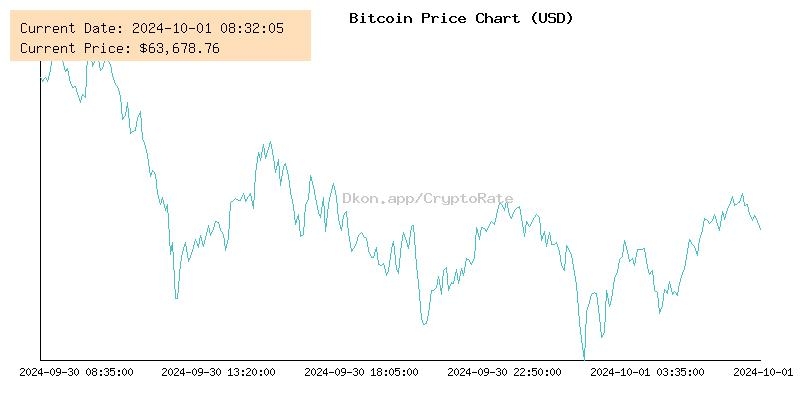 Bitcoin Price Chart (USD)
Current Date: 2024-10-01 08:32:05
Current Price: $63,678.76
Dkon.app/CryptoRate
2024-09-30 08:35:00
2024-09-30 13:20:00
2024-09-30 18:05:00
2024-09-30 22:50:00
2024-10-01 03:35:00
2024-10-01